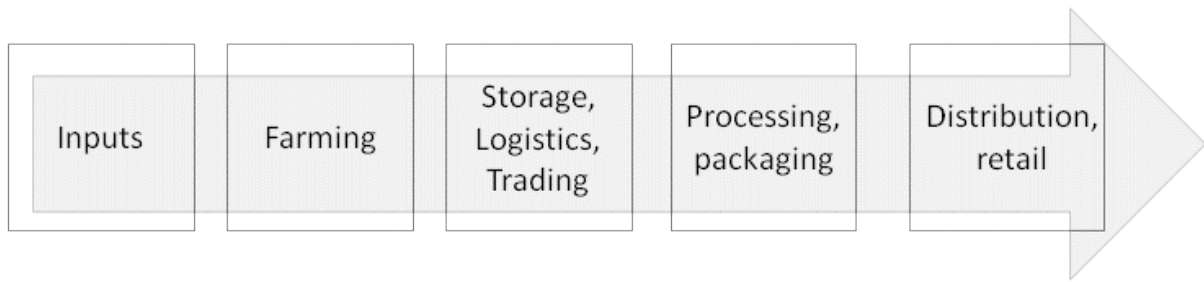 Inputs
Farming
Storage,
Logistics,
Trading
Processing,
packaging
Distribution,
retail